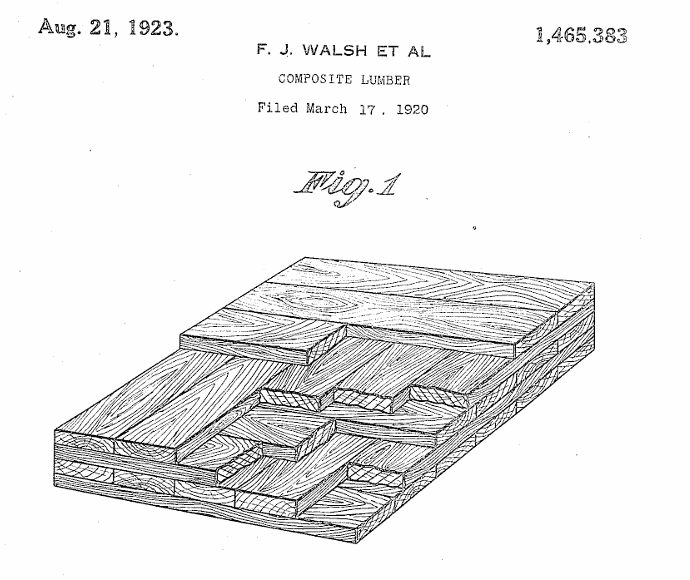 Aug. 21, 1923.
1,465,383
F. J. WALSH ET AL
COMPOSITE LUMBER
Filed March 17, 1920
Fig. 1